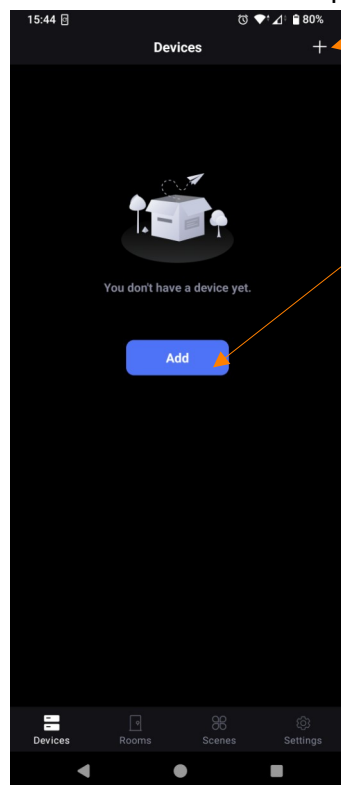 15:44 80%
Devices +
You don't have a device yet.
Add
Devices Rooms Scenes Settings